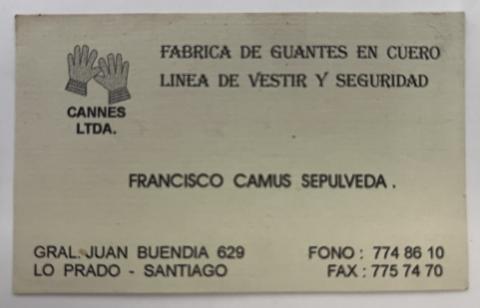 FABRICA DE GUANTES EN CUERO
LINEA DE VESTIR Y SEGURIDAD
CANNES
LTDA.
FRANCISCO CAMUS SEPULVEDA .
GRAL. JUAN BUENDIA 629
LO PRADO - SANTIAGO
FONO : 774 86 10
FAX : 775 74 70